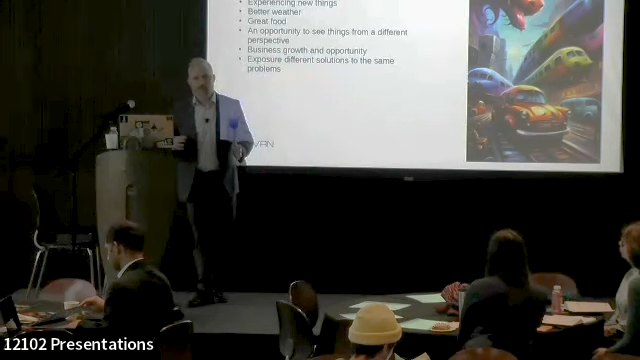 Experiencing new things
Better weather
Great food
An opportunity to see things from a different
perspective
Business growth and opportunity
Exposure different solutions to the same
problems
12102 Presentations